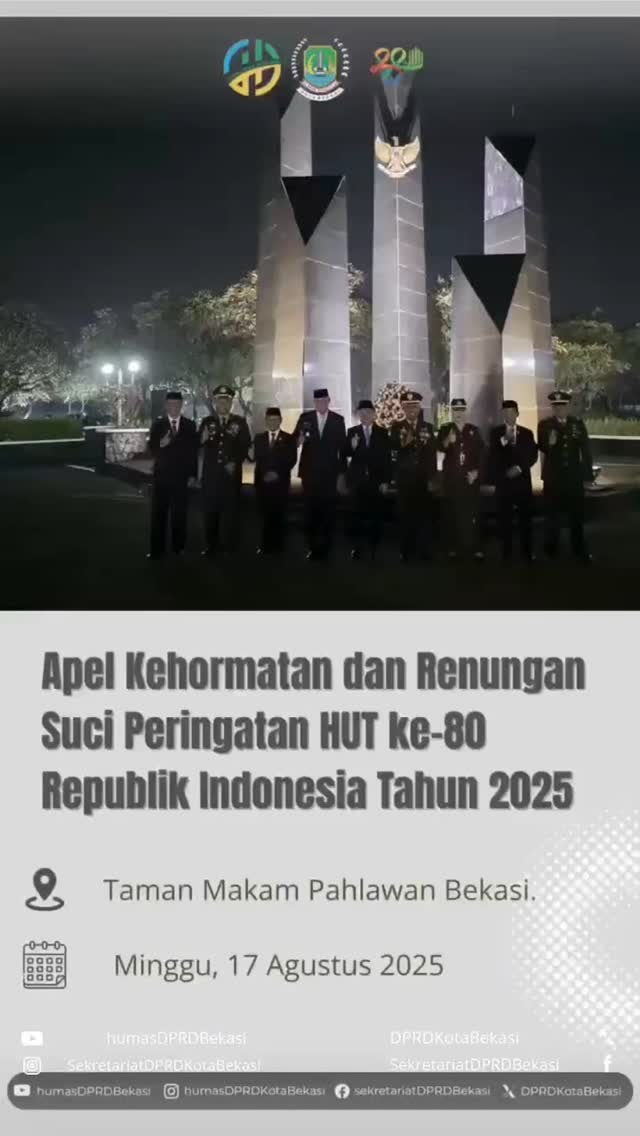 Apel Kehormatan dan Renungan
Suci Peringatan HUT ke-80
Republik Indonesia Tahun 2025
Taman Makam Pahlawan Bekasi.
Minggu, 17 Agustus 2025
humasDPRDBekasi DPRDKotaBekasi
SekretariatDPRDKotaBekasi SekretariatDPRDBekasi
humasDPRDBekasi humasDPRDKotaBekasi sekretariatDPRDBekasi DPRDKotaBekasi